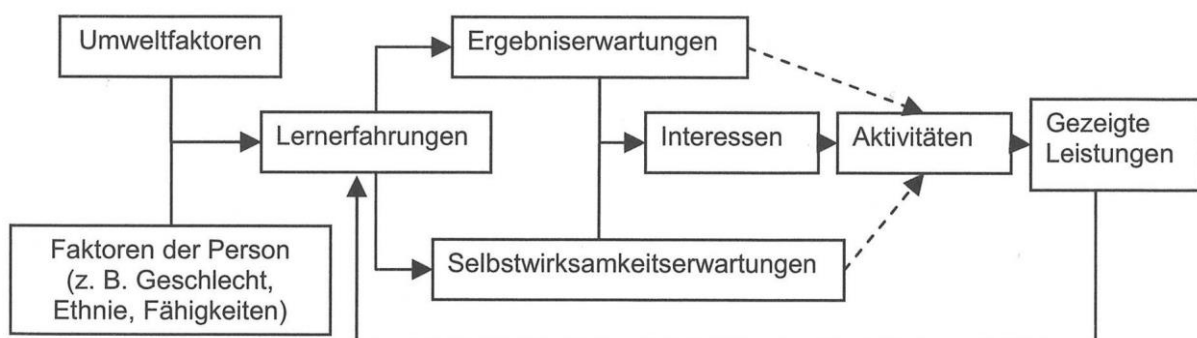 Umweltfaktoren
Ergebniserwartungen
Lernerfahrungen
Interessen
Aktivitäten
Gezeigte
Leistungen
Faktoren der Person
(z. B. Geschlecht,
Ethnie, Fähigkeiten)
Selbstwirksamkeitserwartungen